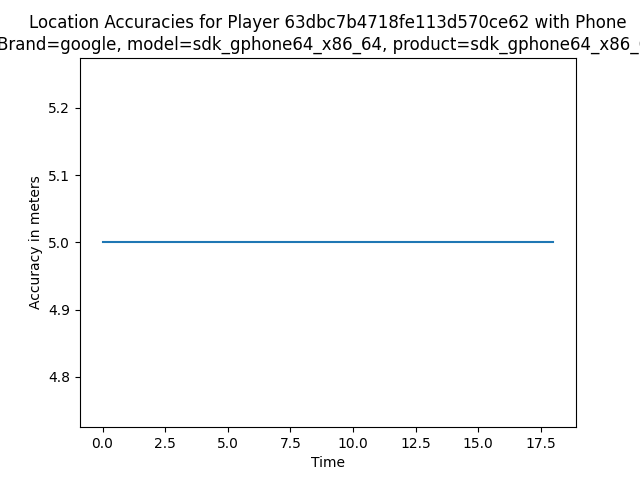 Location Accuracies for Player 63dbc7b4718fe113d570ce62 with Phone
Brand=google, model=sdk_gphone64_x86_64, product=sdk_gphone64_x86_
5.2
5.1
5.0
4.9
4.8
Accuracy in meters
0.0 2.5 5.0 7.5 10.0 12.5 15.0 17.5
Time